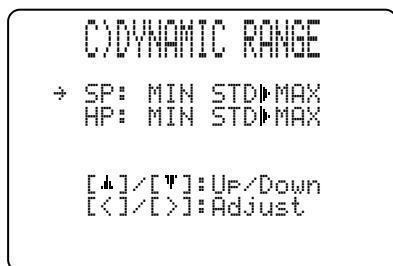 C)DYNAMIC RANGE
→ SP: MIN STD▶MAX
HP: MIN STD▶MAX
[▲]/[▼]:Up/Down
[<]/[>]:Adjust